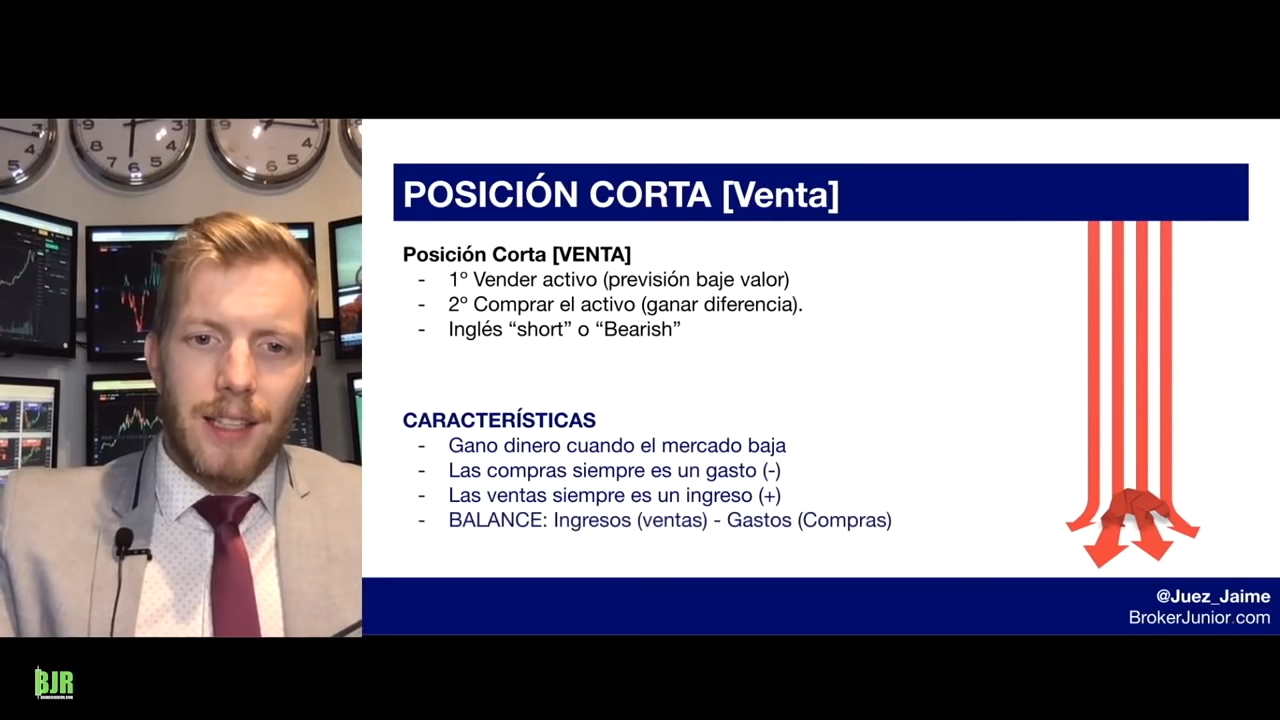 POSICIÓN CORTA [Venta]
Posición Corta [VENTA]
- 1º Vender activo (previsión baje valor)
- 2º Comprar el activo (ganar diferencia).
- Inglés “short” o “Bearish”
CARACTERÍSTICAS
- Gano dinero cuando el mercado baja
- Las compras siempre es un gasto (-)
- Las ventas siempre es un ingreso (+)
- BALANCE: Ingresos (ventas) - Gastos (Compras)
@Juez_Jaime
BrokerJunior.com
BJR